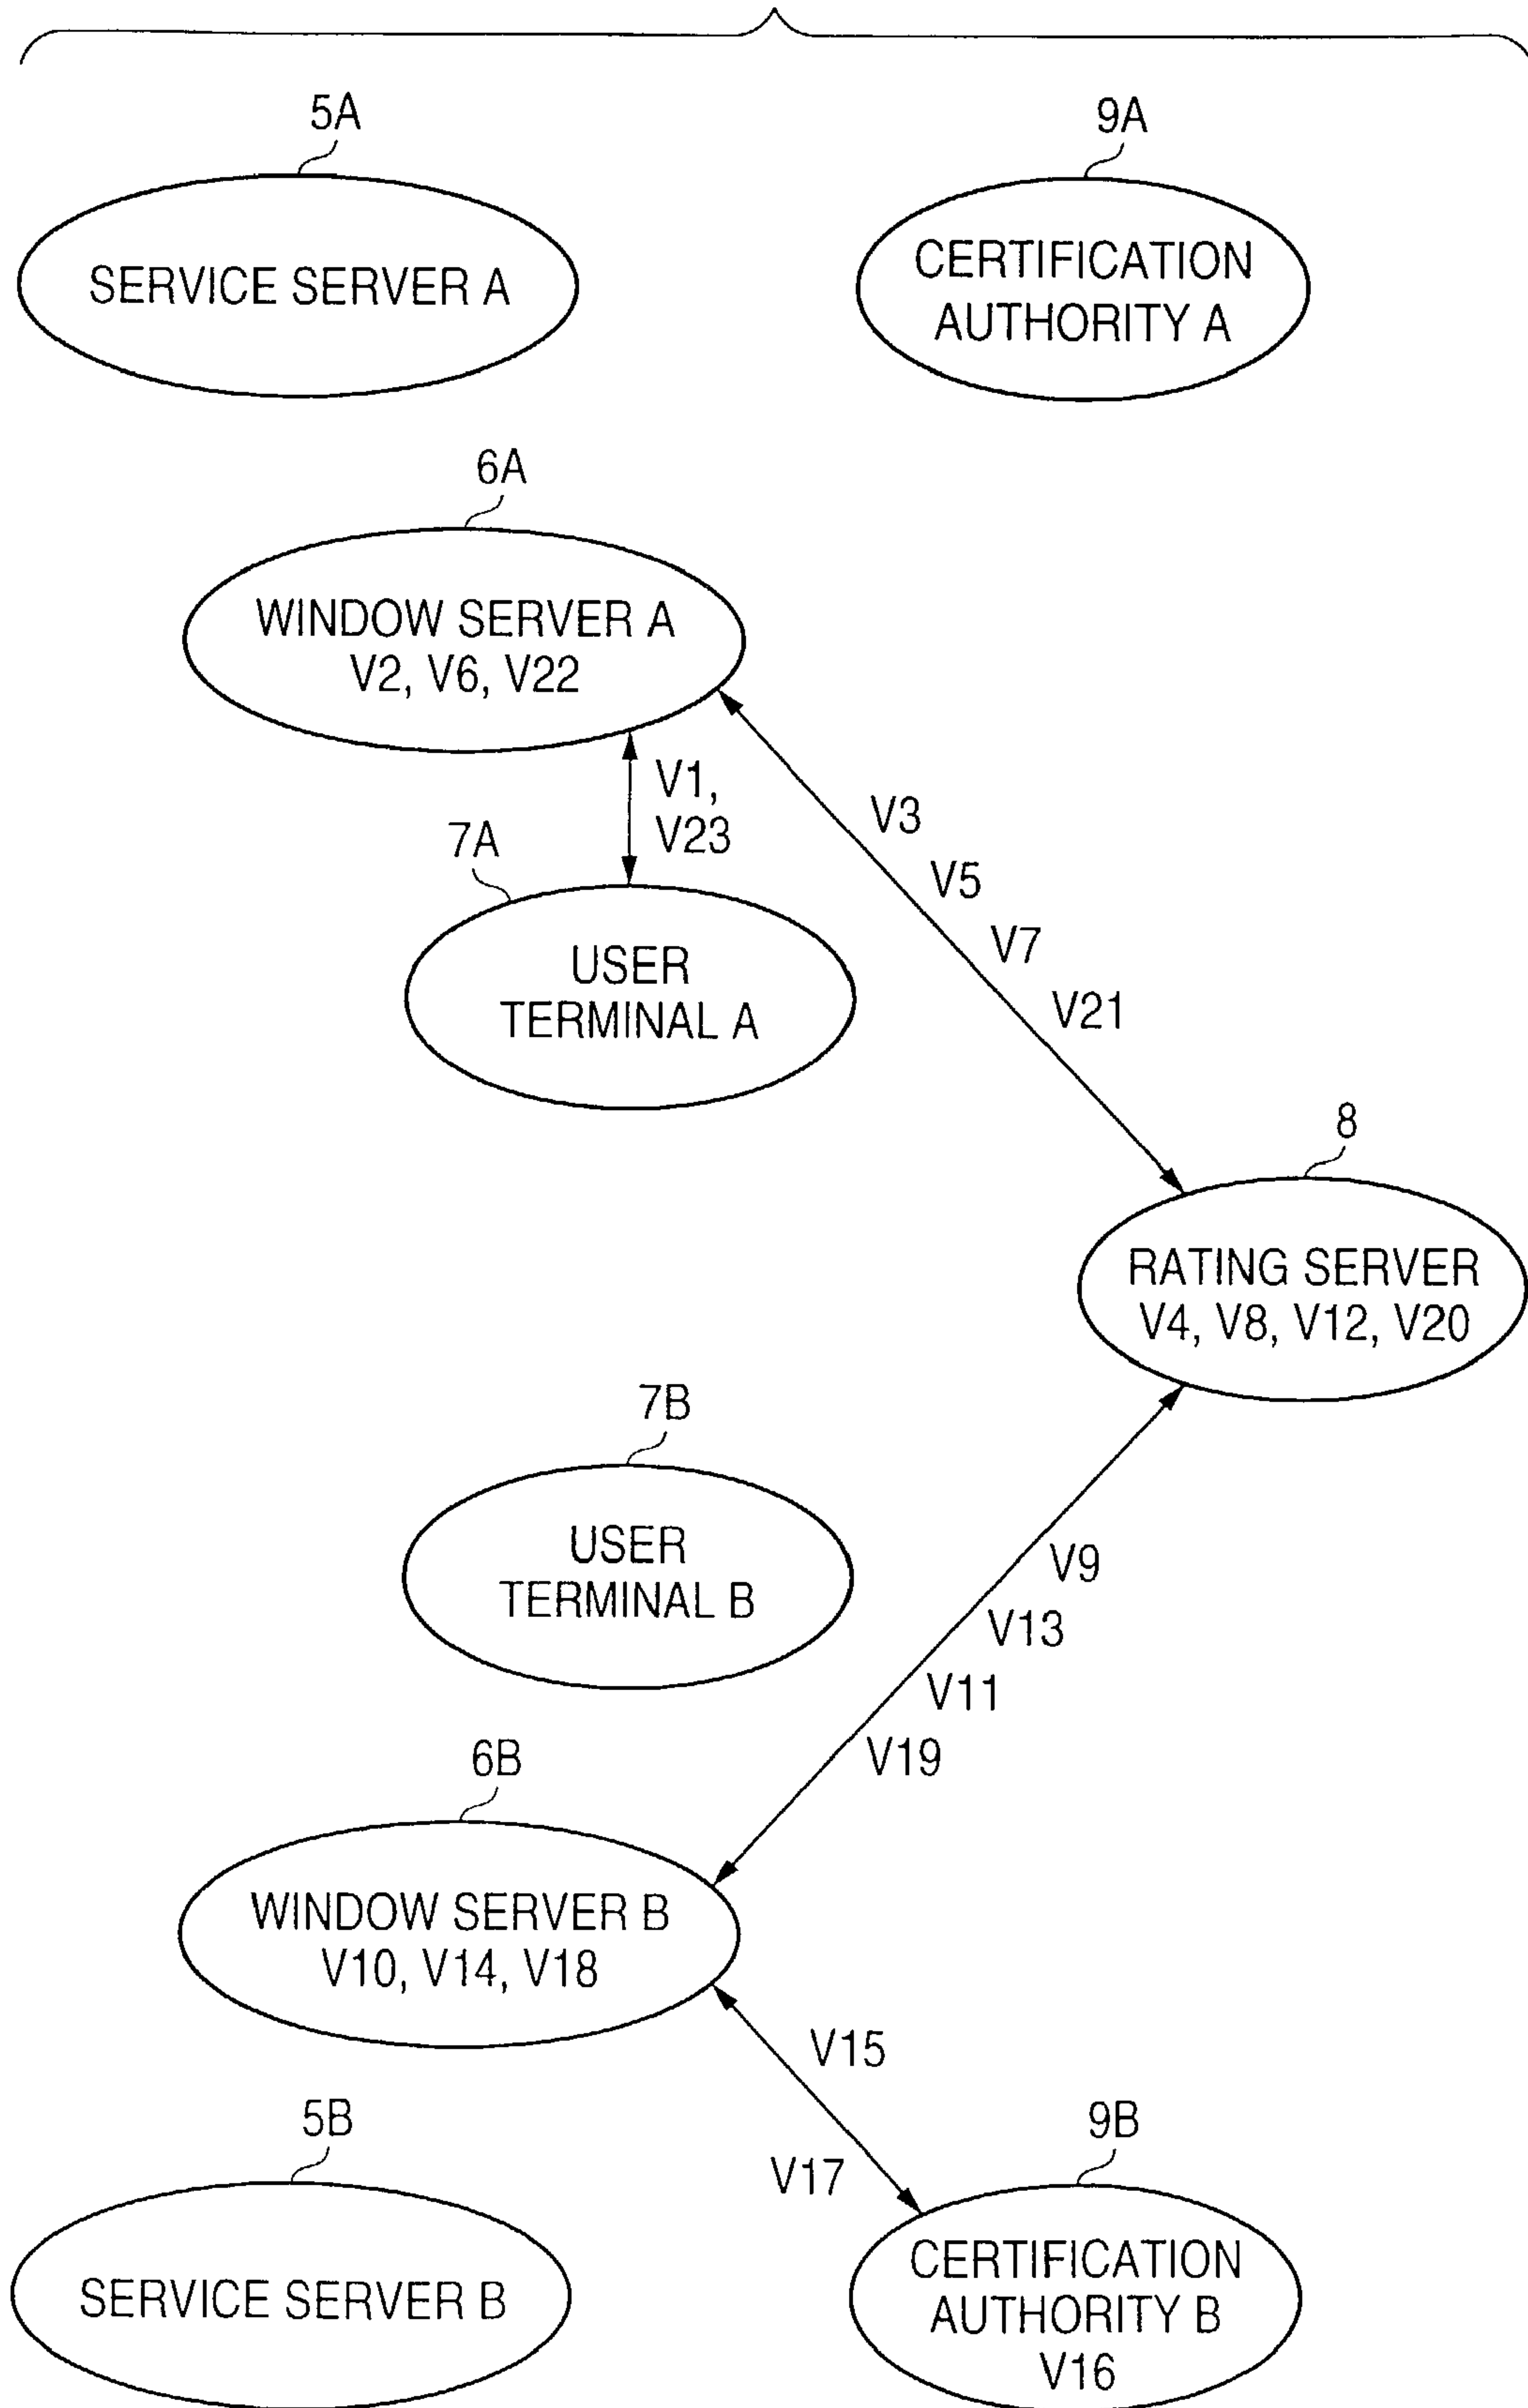 5A
9A
SERVICE SERVER A
CERTIFICATION
AUTHORITY A
6A
WINDOW SERVER A
V2, V6, V22
V1,
V23
V3
V5
V7
V21
7A
USER
TERMINAL A
8
RATING SERVER
V4, V8, V12, V20
7B
USER
TERMINAL B
V9
V13
V11
V19
6B
WINDOW SERVER B
V10, V14, V18
V15
V17
5B
9B
SERVICE SERVER B
CERTIFICATION
AUTHORITY B
V16